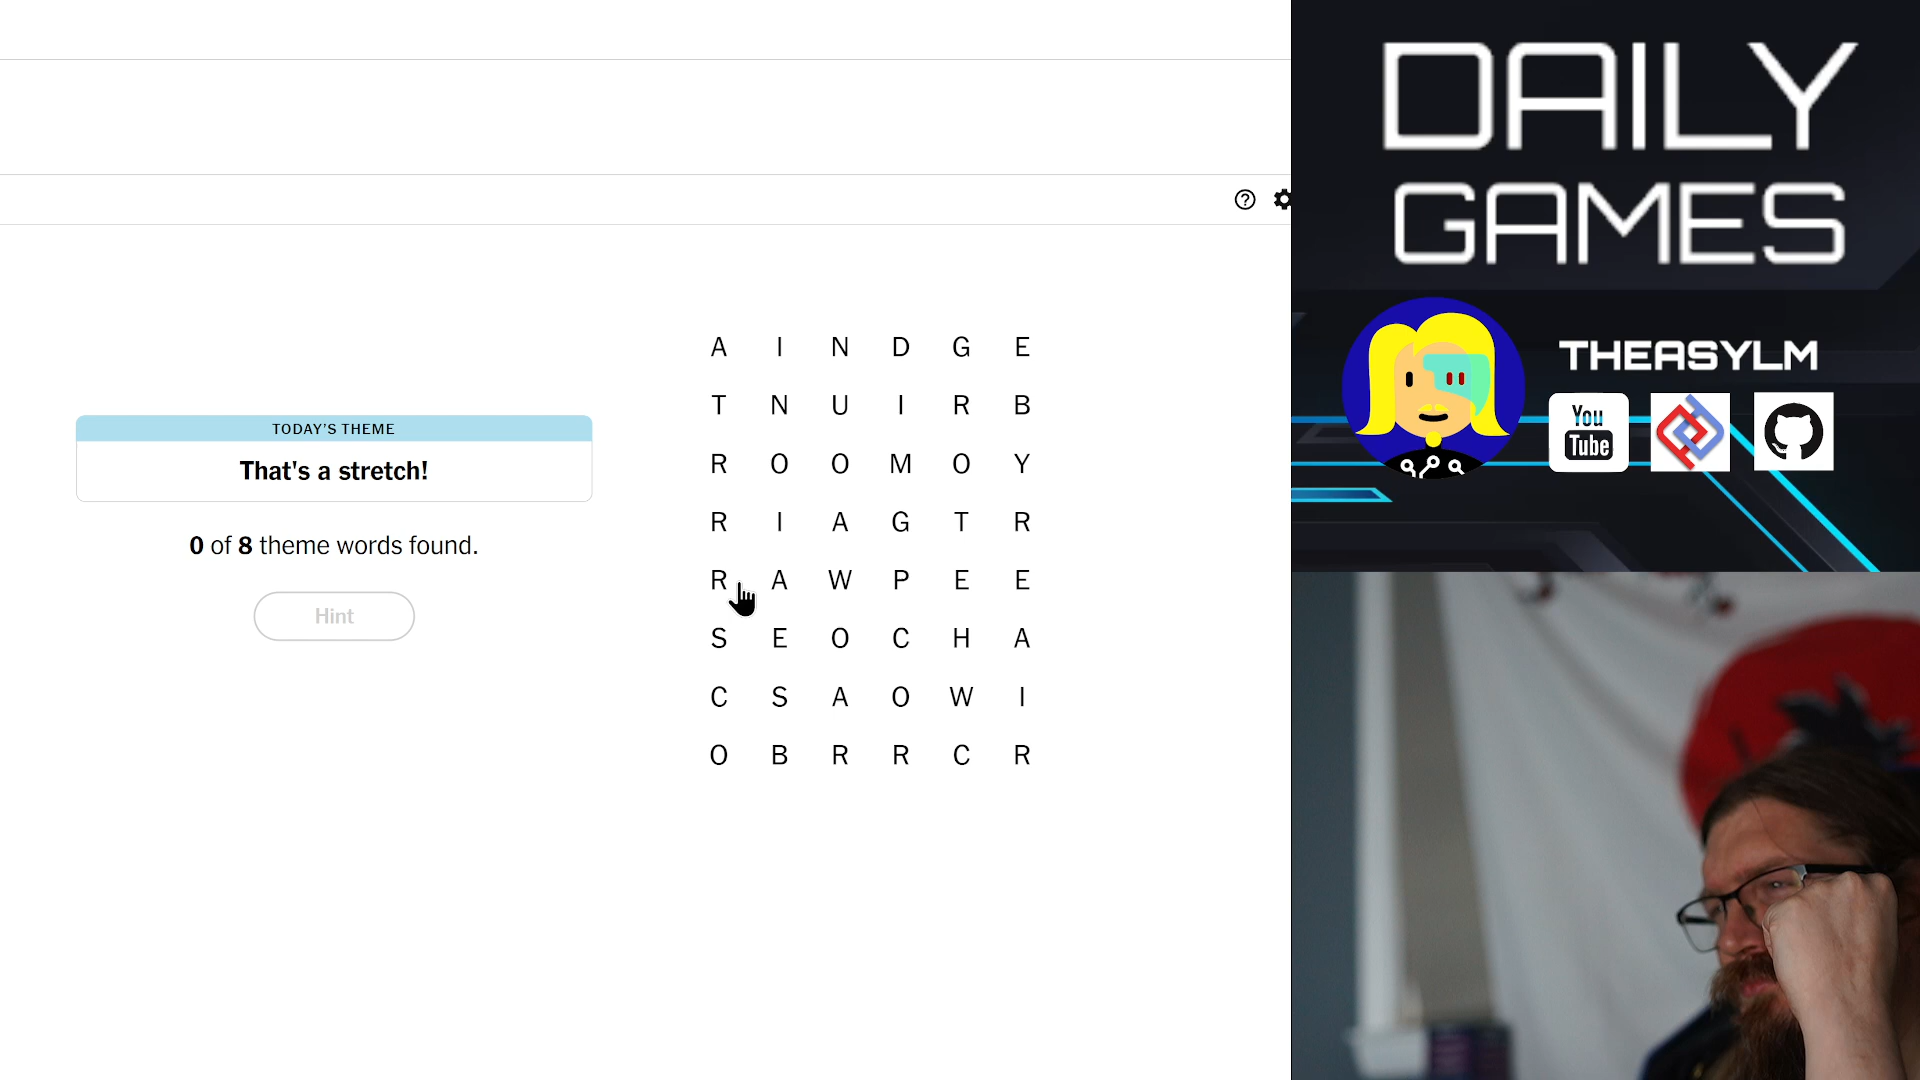 DAILY
GAMES
THEASYLM
You
Tube
TODAY'S THEME
That's a stretch!
0 of 8 theme words found.
Hint
A I N D G E
T N U I R B
R O O M O Y
R I A G T R
R A W P E E
S E O C H A
C S A O W I
O B R R C R